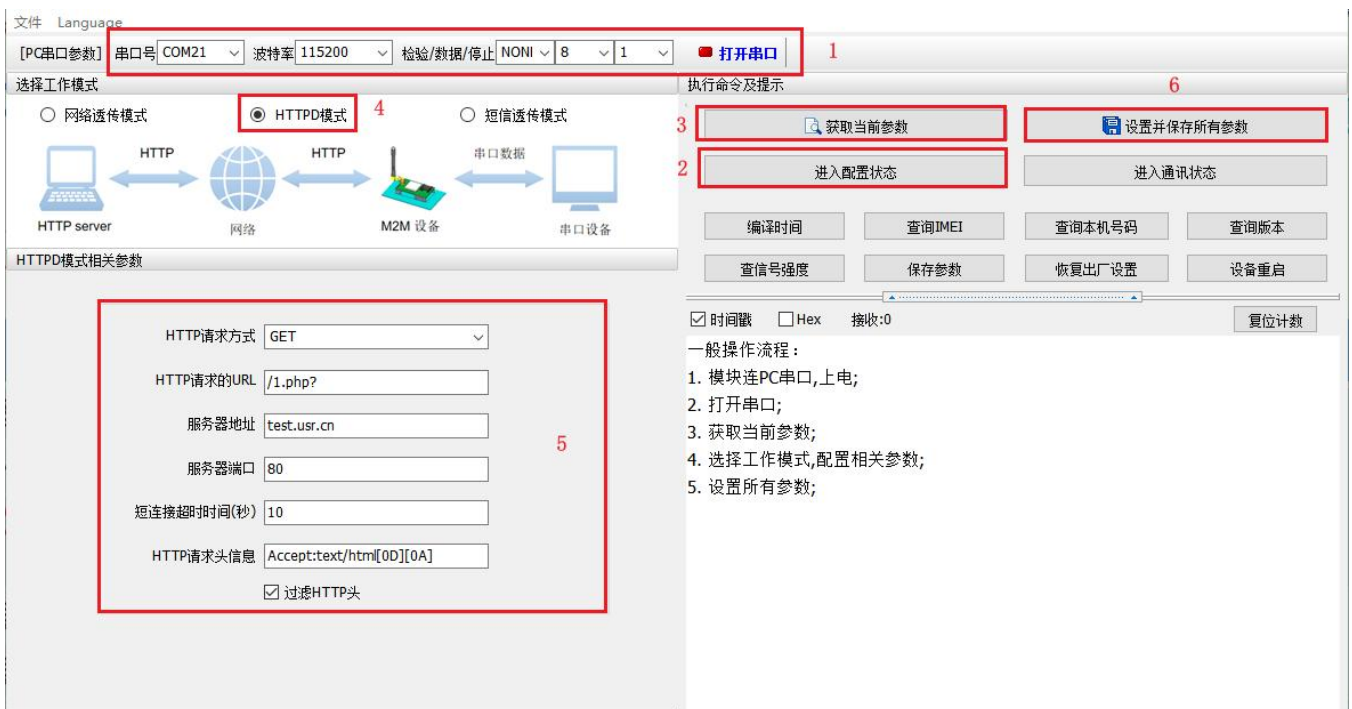 文件 Language
[PC串口参数] 串口号 COM21 波特率 115200 检验/数据/停止 NONI 8 1 打开串口 1
选择工作模式
网络透传模式 HTTPD模式 4 短信透传模式
HTTP HTTP 串口数据
HTTP server 网络 M2M 设备 串口设备
HTTPD模式相关参数
HTTP请求方式 GET
HTTP请求的URL /1.php?
服务器地址 test.usr.cn
服务器端口 80
短连接超时时间(秒) 10
HTTP请求头信息 Accept:text/html[0D][0A]
过滤HTTP头
5
执行命令及提示
6
3 获取当前参数 设置并保存所有参数
2 进入配置状态 进入通讯状态
编译时间 查询IMEI 查询本机号码 查询版本
查信号强度 保存参数 恢复出厂设置 设备重启
时间戳 Hex 接收:0 复位计数
一般操作流程：
1. 模块连PC串口,上电;
2. 打开串口;
3. 获取当前参数;
4. 选择工作模式,配置相关参数;
5. 设置所有参数;